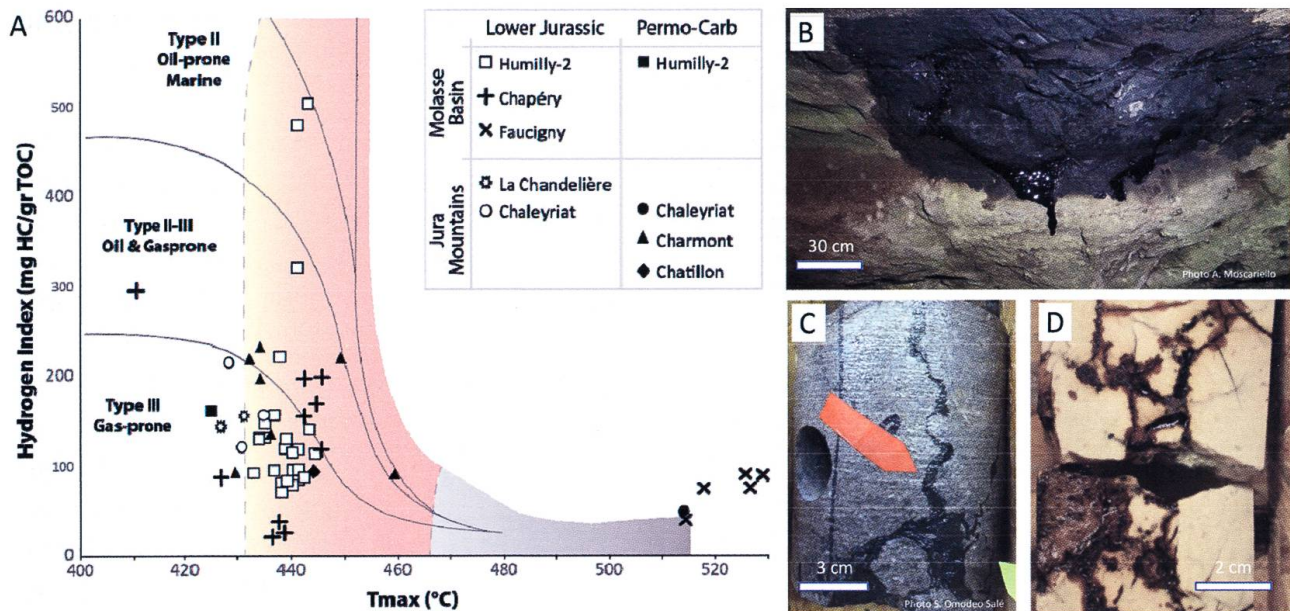 A
Hydrogen Index (mg HC/gr TOC)
600
500
400
300
200
100
0
400
420
440
460
480
500
520
Tmax (°C)
Type II
Oil-prone
Marine
Type II-III
Oil & Gasprone
Type III
Gas-prone
Lower Jurassic
Permo-Carb
Molasse
Basin
Humilly-2
Humilly-2
Chapéry
Faucigny
Jura
Mountains
La Chandelière
Chaleyriat
Chaleyriat
Charmont
Chatillon
B
30 cm
Photo A. Moscariello
C
3 cm
Photo S. Omodeo Salé
D
2 cm